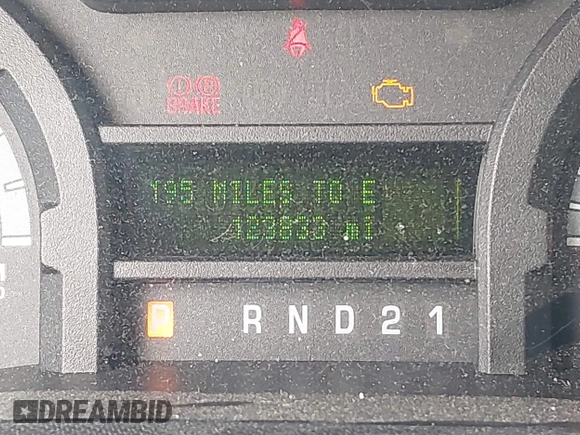 BRAKE
195 MILES TO E
123833 mi
P R N D 2 1
DREAMBID